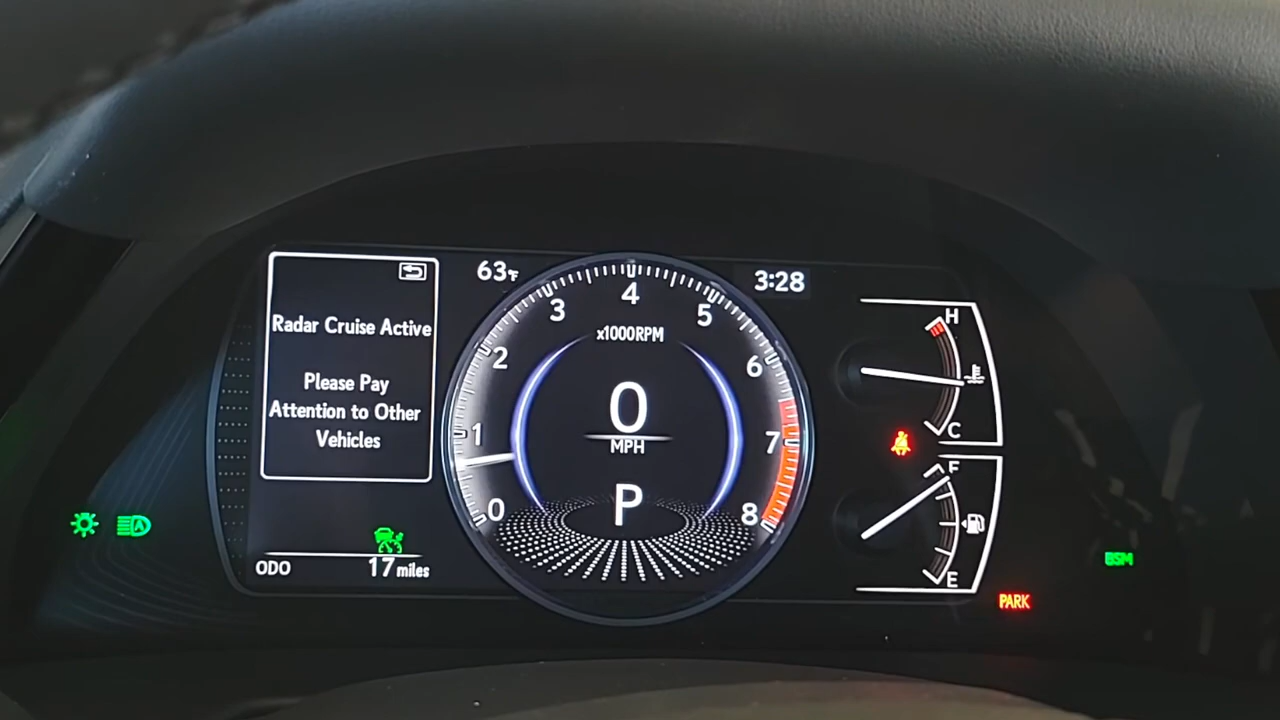 63°F
3:28
Radar Cruise Active
Please Pay
Attention to Other
Vehicles
ODO
17 miles
0
1
2
3
4
5
6
7
8
x1000RPM
0
MPH
P
H
C
F
E
A
BSM
PARK